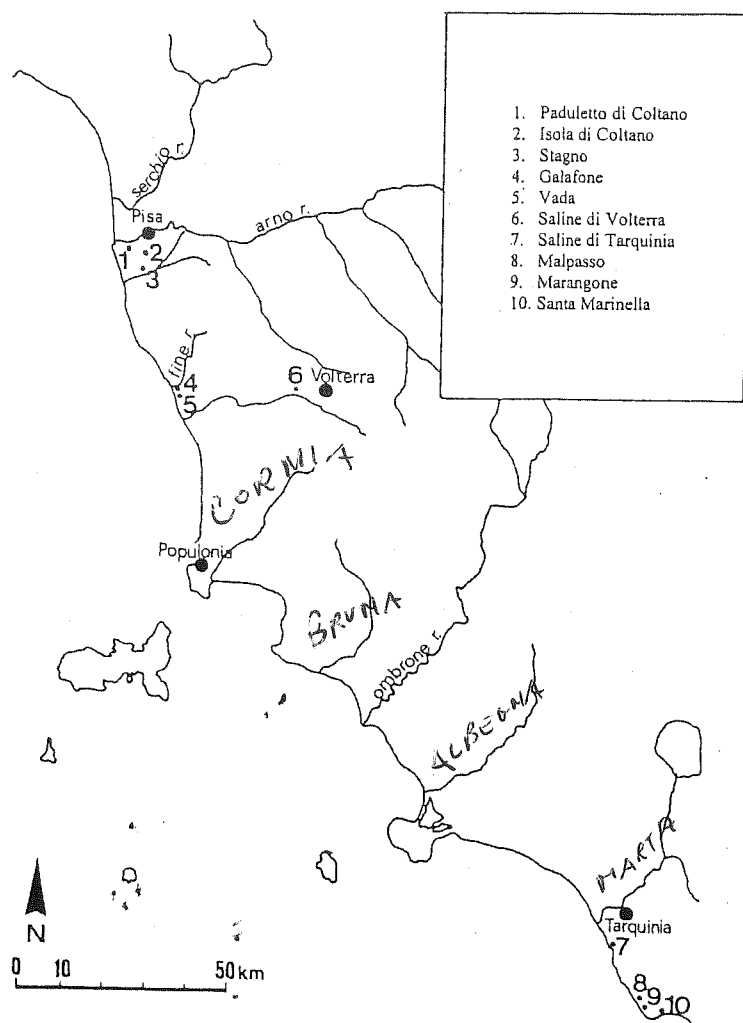 1. Paduletto di Coltano
2. Isola di Coltano
3. Stagno
4. Galafone
5. Vada
6. Saline di Volterra
7. Saline di Tarquinia
8. Malpasso
9. Marangone
10. Santa Marinella
serchio r.
Pisa
arno r.
1
2
3
fine r.
4
5
6
Volterra
CORMIA
Populonia
BRUNA
ombrone r.
ALBEGNA
MARTA
Tarquinia
7
8
9
10
N
0 10 20 50 km